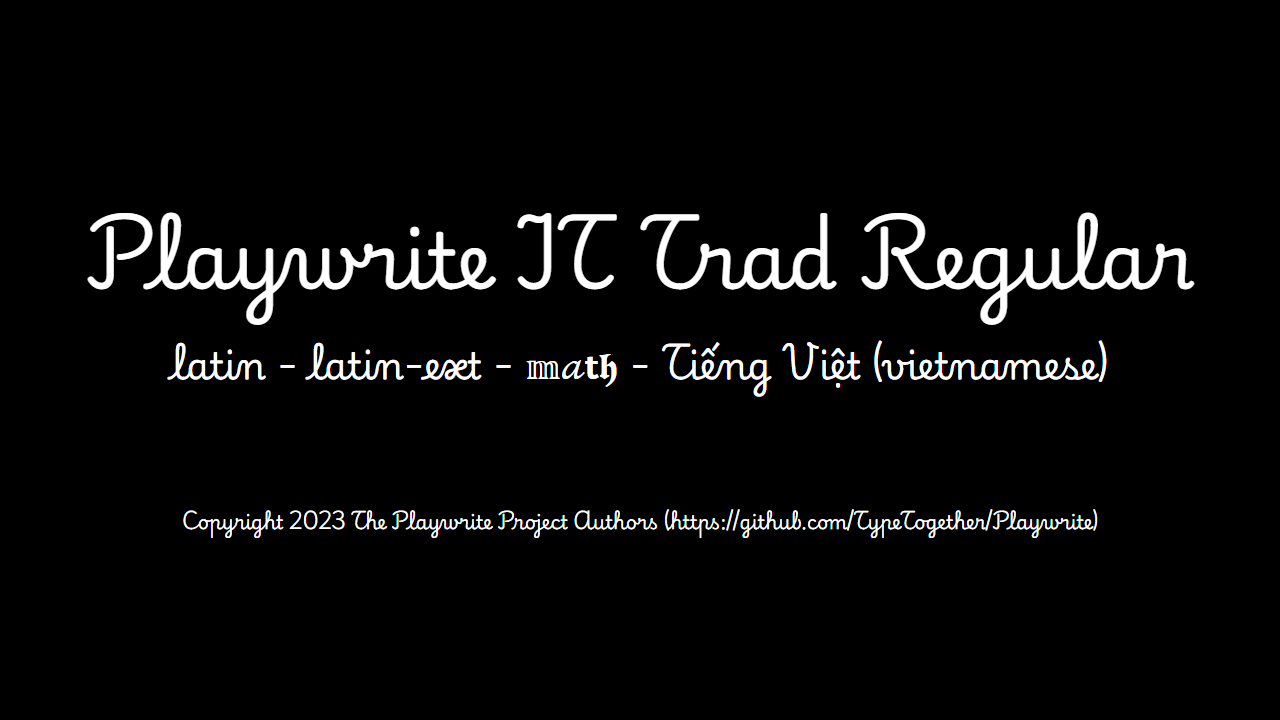 Playwrite IT Trad Regular
latin - latin-ext - 𝕞𝑎𝐭𝖍 - Tiếng Việt (vietnamese)
Copyright 2023 The Playwrite Project Authors (https://github.com/TypeTogether/Playwrite)